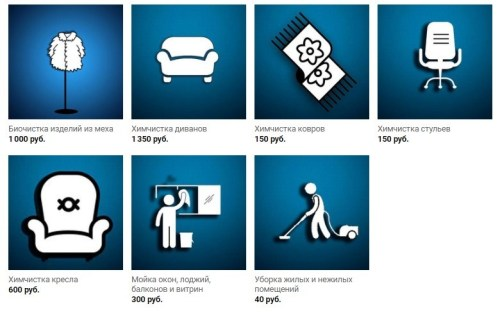 Биочистка изделий из меха
1 000 руб.
Химчистка диванов
1 350 руб.
Химчистка ковров
150 руб.
Химчистка стульев
150 руб.
Химчистка кресла
600 руб.
Мойка окон, лоджий,
балконов и витрин
300 руб.
Уборка жилых и нежилых
помещений
40 руб.